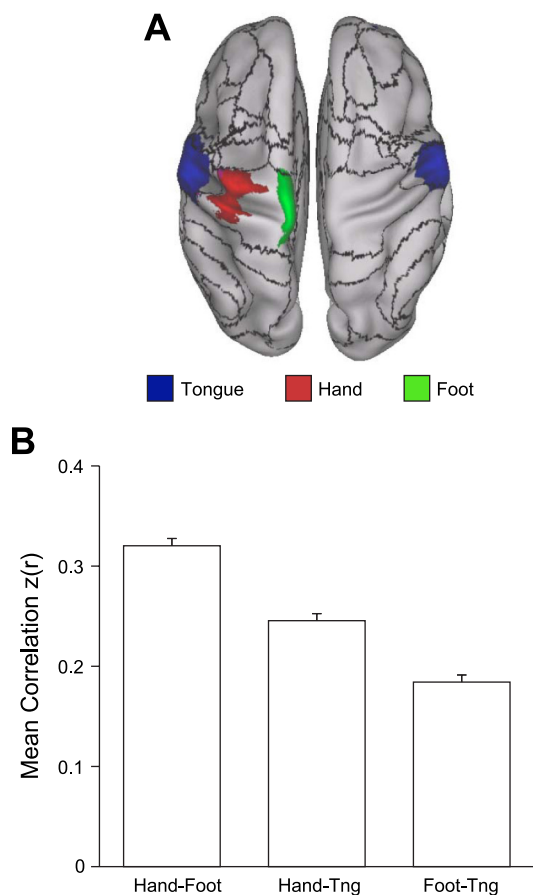 A
Tongue Hand Foot
B
Mean Correlation z(r)
0.4
0.3
0.2
0.1
0
Hand-Foot Hand-Tng Foot-Tng